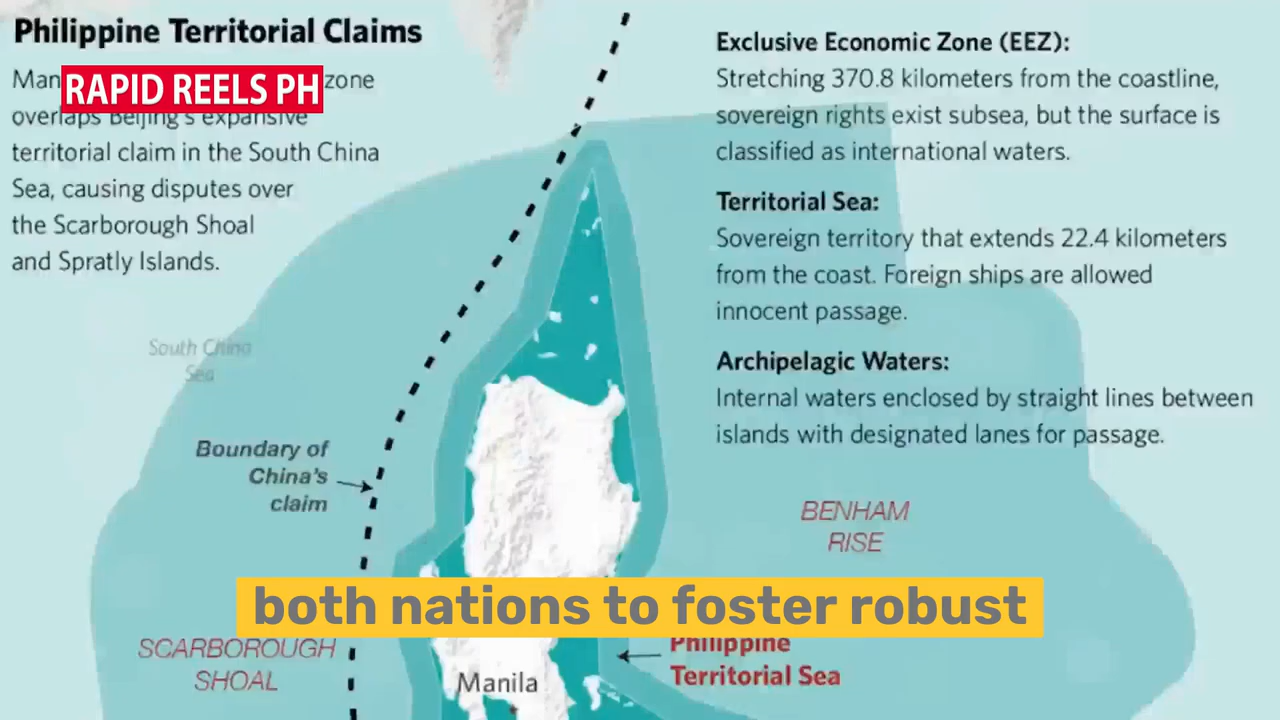 Philippine Territorial Claims
Man
zone
RAPID REELS PH
overlaps Beijing's expansive
territorial claim in the South China
Sea, causing disputes over
the Scarborough Shoal
and Spratly Islands.
Exclusive Economic Zone (EEZ):
Stretching 370.8 kilometers from the coastline,
sovereign rights exist subsea, but the surface is
classified as international waters.
Territorial Sea:
Sovereign territory that extends 22.4 kilometers
from the coast. Foreign ships are allowed
innocent passage.
Archipelagic Waters:
Internal waters enclosed by straight lines between
islands with designated lanes for passage.
South China
Sea
Boundary of
China's
claim
BENHAM
RISE
both nations to foster robust
SCARBOROUGH
SHOAL
Manila
Philippine
Territorial Sea